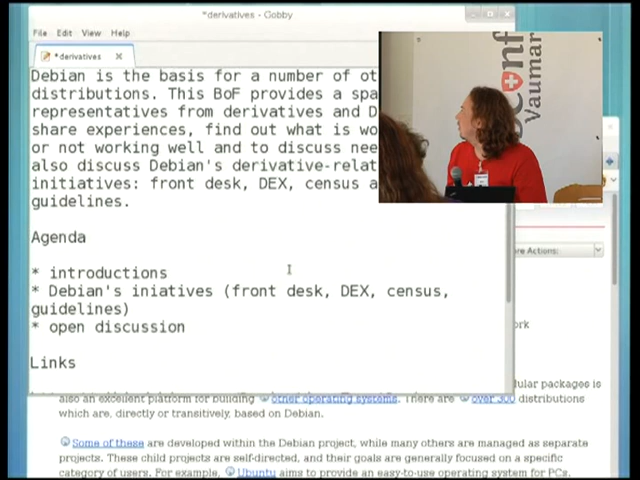 *derivatives - Gobby
File Edit View Help
*derivatives
Debian is the basis for a number of ot
distributions. This BoF provides a spa
representatives from derivatives and D
share experiences, find out what is wo
or not working well and to discuss nee
also discuss Debian's derivative-relat
initiatives: front desk, DEX, census a
guidelines.
Agenda
* introductions
* Debian's iniatives (front desk, DEX, census,
guidelines)
* open discussion
Links
conf
Vaumar
re Actions:
ork
ular packages is
also an excellent platform for building other operating systems. There are over 300 distributions
which are, directly or transitively, based on Debian.
Some of these are developed within the Debian project, while many others are managed as separate
projects. These child projects are self-directed, and their goals are generally focused on a specific
category of users. For example, Ubuntu aims to provide an easy-to-use operating system for PCs.